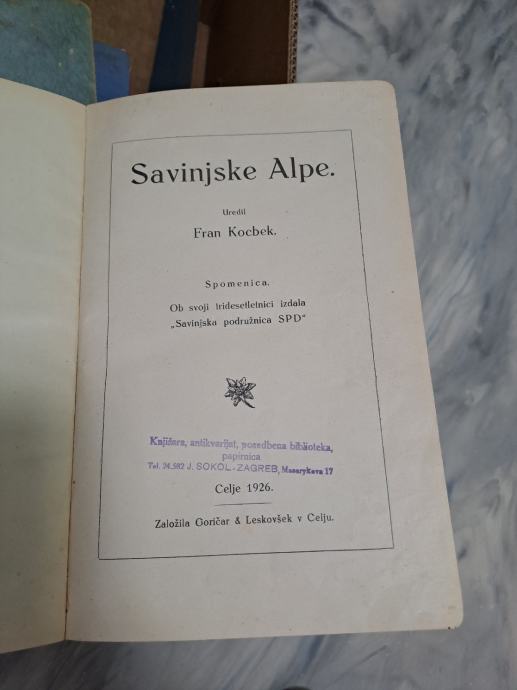 Savinjske Alpe.
Uredil
Fran Kocbek.
Spomenica.
Ob svoji tridesetletnici izdala
„Savinjska podružnica SPD“
Knjižara, antikvarijat, posudbena biblioteka,
papirnica
Tel. 24.982 J. SOKOL-ZAGREB, Masarykova 17
Celje 1926.
Založila Goričar & Leskovšek v Celju.